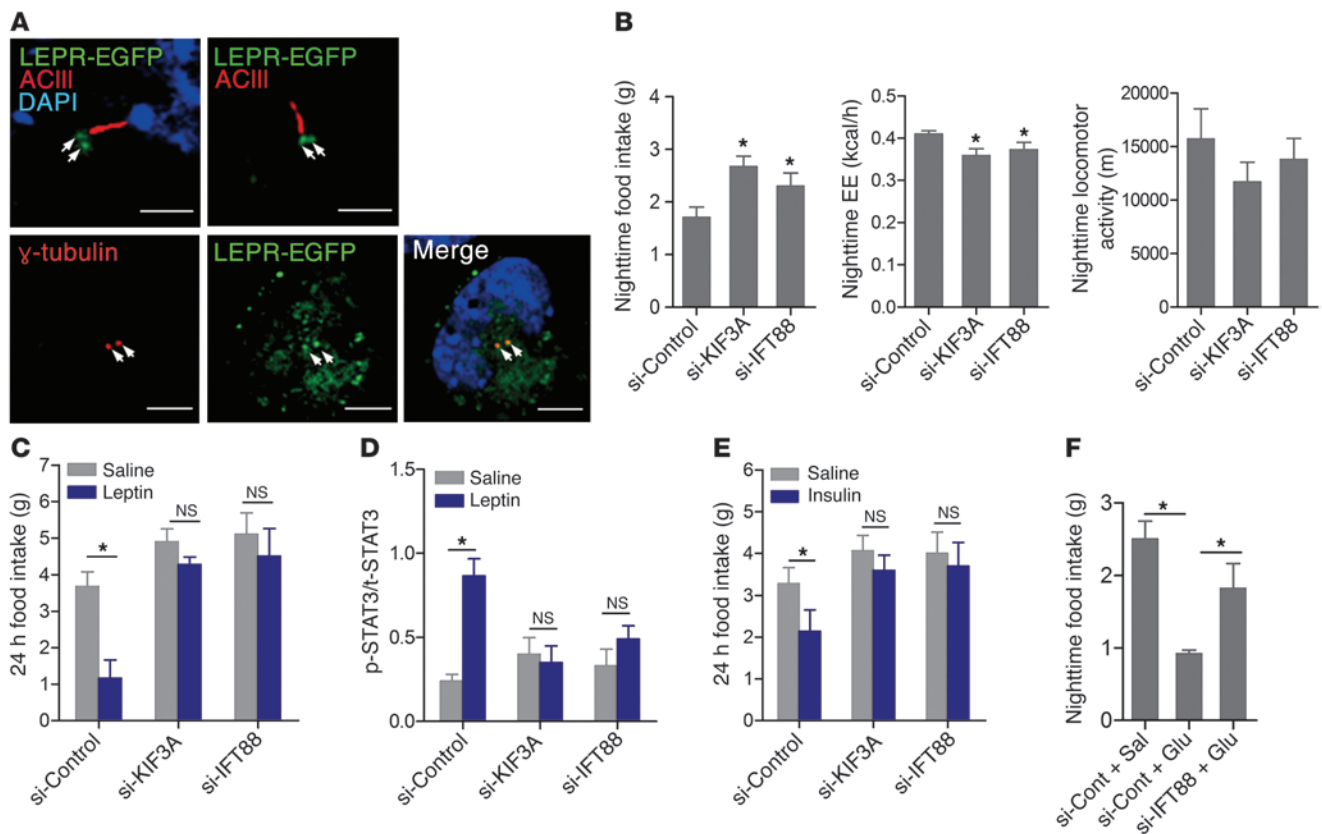 A
LEPR-EGFP
ACIII
DAPI
LEPR-EGFP
ACIII
ɣ-tubulin
LEPR-EGFP
Merge
B
Nighttime food intake (g)
4
3
2
1
0
si-Control
si-KIF3A
si-IFT88
*
*
Nighttime EE (kcal/h)
0.5
0.4
0.3
0.2
0.1
0.0
si-Control
si-KIF3A
si-IFT88
*
*
Nighttime locomotor
activity (m)
20000
15000
10000
5000
0
si-Control
si-KIF3A
si-IFT88
C
Saline
Leptin
24 h food intake (g)
7
6
5
4
3
2
1
0
*
NS
NS
si-Control
si-KIF3A
si-IFT88
D
Saline
Leptin
p-STAT3/t-STAT3
1.5
1.0
0.5
0.0
*
NS
NS
si-Control
si-KIF3A
si-IFT88
E
Saline
Insulin
24 h food intake (g)
6
5
4
3
2
1
0
*
NS
NS
si-Control
si-KIF3A
si-IFT88
F
Nighttime food intake (g)
3
2
1
0
*
*
si-Cont + Sal
si-Cont + Glu
si-IFT88 + Glu